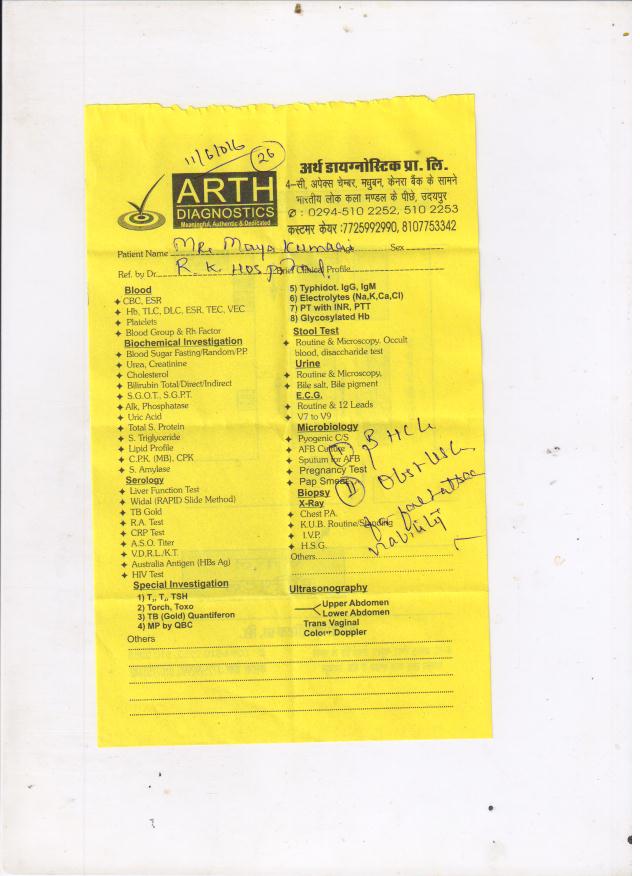 11/6/016
26
ARTH
DIAGNOSTICS
Meaningful, Authentic & Dedicated
अर्थ डायग्नोस्टिक प्रा. लि.
4–सी, अपेक्स चेम्बर, मधुबन, केनरा बैंक के सामने
भारतीय लोक कला मण्डल के पीछे, उदयपुर
✆ : 0294-510 2252, 510 2253
कस्टमर केयर :7725992990, 8107753342
Patient Name Mrs Maya Kumari Sex
Ref. by Dr. R. K Hospital. Brief Clinical Profile
Blood
CBC, ESR
Hb, TLC, DLC, ESR, TEC, VEC
Platelets
Blood Group & Rh Factor
Biochemical Investigation
Blood Sugar Fasting/Random/P.P.
Urea, Creatinine
Cholesterol
Bilirubin Total/Direct/Indirect
S.G.O.T., S.G.P.T.
Alk, Phosphatase
Uric Acid
Total S. Protein
S. Triglyceride
Lipid Profile
C.P.K. (MB), CPK
S. Amylase
Serology
Liver Function Test
Widal (RAPID Slide Method)
TB Gold
R.A. Test
CRP Test
A.S.O. Titer
V.D.R.L./K.T.
Australia Antigen (HBs Ag)
HIV Test
Special Investigation
1) T₃, T₄, TSH
2) Torch, Toxo
3) TB (Gold) Quantiferon
4) MP by QBC
5) Typhidot. IgG, IgM
6) Electrolytes (Na,K,Ca,Cl)
7) PT with INR, PTT
8) Glycosylated Hb
Stool Test
Routine & Microscopy, Occult
blood, disaccharide test
Urine
Routine & Microscopy,
Bile salt, Bile pigment
E.C.G.
Routine & 12 Leads
V7 to V9
Microbiology
Pyogenic C/S
AFB Culture
Sputum for AFB
Pregnancy Test
Pap Smear
Biopsy
X-Ray
Chest P.A.
K.U.B. Routine/Standing
I.V.P.
H.S.G.
Others
I β HCG
II Obst USG
for
viability
Ultrasonography
Upper Abdomen
Lower Abdomen
Trans Vaginal
Colour Doppler
Others